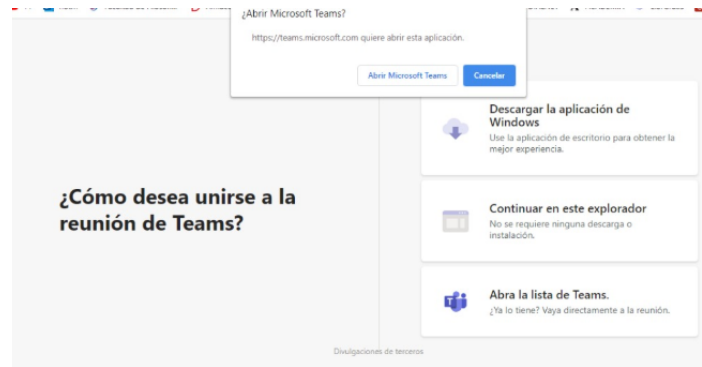 ¿Abrir Microsoft Teams?
https://teams.microsoft.com quiere abrir esta aplicación.
Abrir Microsoft Teams
Cancelar
¿Cómo desea unirse a la
reunión de Teams?
Descargar la aplicación de
Windows
Use la aplicación de escritorio para obtener la
mejor experiencia.
Continuar en este explorador
No se requiere ninguna descarga o
instalación.
Abra la lista de Teams.
¿Ya lo tiene? Vaya directamente a la reunión.
Divulgaciones de terceros